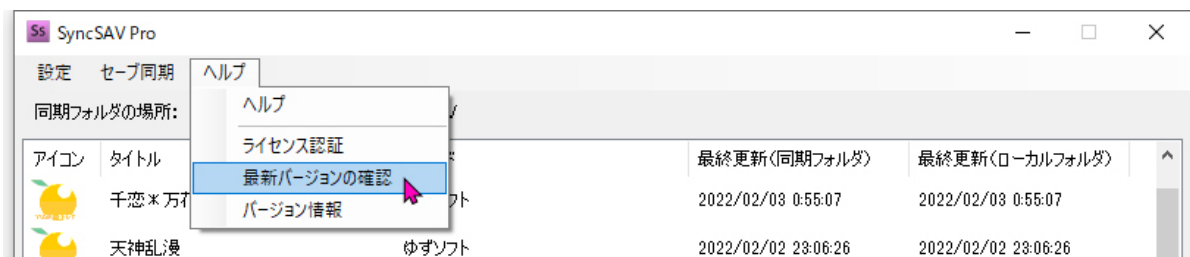 Ss SyncSAV Pro
設定 セーブ同期 ヘルプ
同期フォルダの場所:
ヘルプ
ライセンス認証
最新バージョンの確認
バージョン情報
アイコン タイトル 最終更新(同期フォルダ) 最終更新(ローカルフォルダ)
千恋*万 フト 2022/02/03 0:55:07 2022/02/03 0:55:07
天神乱漫 ゆずソフト 2022/02/02 23:06:26 2022/02/02 23:06:26